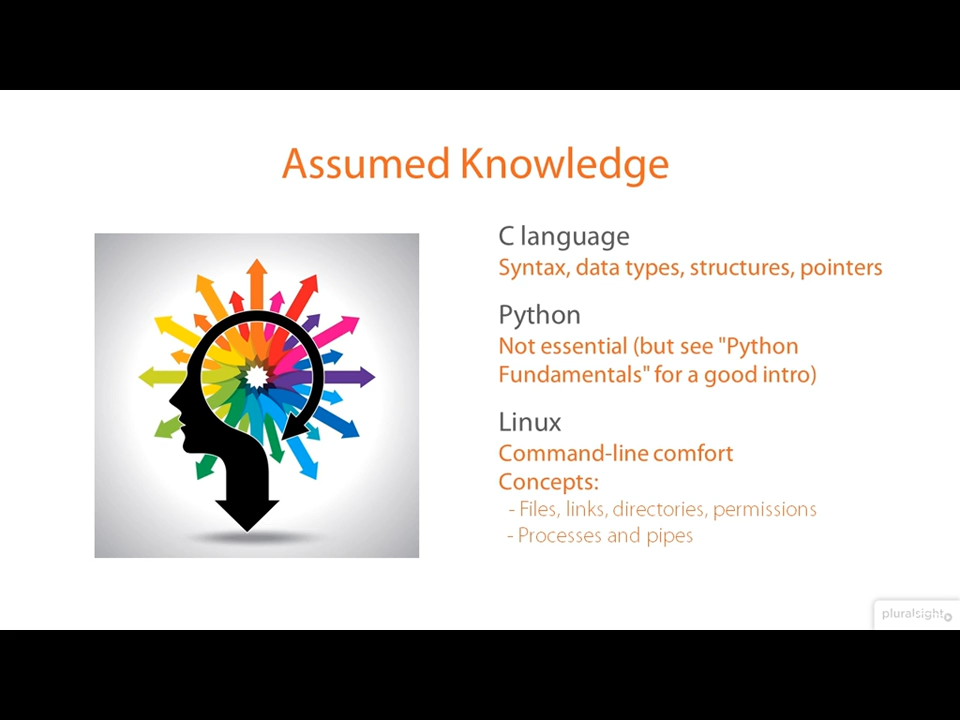 Assumed Knowledge
C language
Syntax, data types, structures, pointers
Python
Not essential (but see "Python
Fundamentals" for a good intro)
Linux
Command-line comfort
Concepts:
- Files, links, directories, permissions
- Processes and pipes
pluralsight